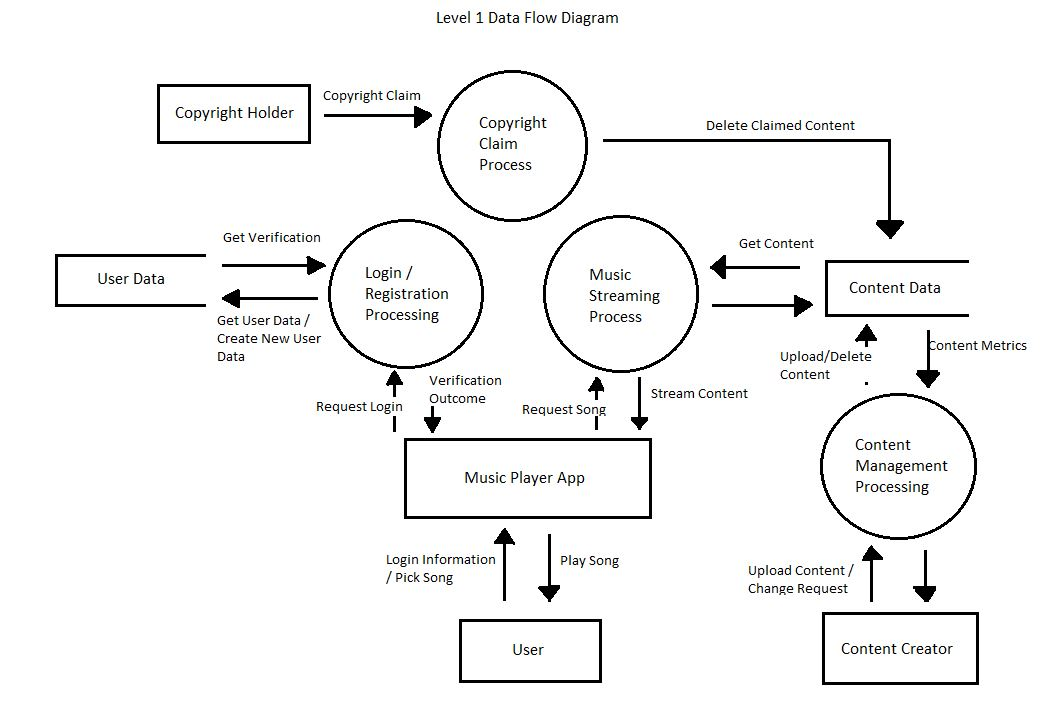 Level 1 Data Flow Diagram
Copyright Holder
Copyright Claim
Copyright
Claim
Process
Delete Claimed Content
User Data
Get Verification
Get User Data /
Create New User
Data
Login /
Registration
Processing
Music
Streaming
Process
Get Content
Content Data
Upload/Delete
Content
Content Metrics
Request Login
Verification
Outcome
Request Song
Stream Content
Music Player App
Content
Management
Processing
Login Information
/ Pick Song
Play Song
Upload Content /
Change Request
User
Content Creator